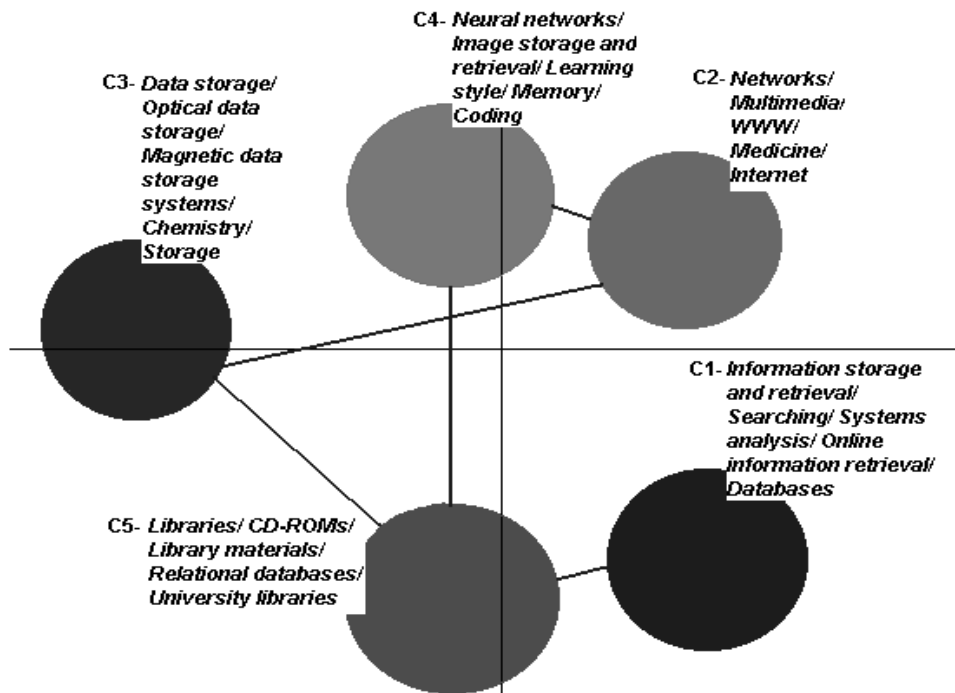 C4- Neural networks/
Image storage and
retrieval/ Learning
style/ Memory/
Coding
C3- Data storage/
Optical data
storage/
Magnetic data
storage
systems/
Chemistry/
Storage
C2- Networks/
Multimedia/
WWW/
Medicine/
Internet
C1- Information storage
and retrieval/
Searching/ Systems
analysis/ Online
information retrieval/
Databases
C5- Libraries/ CD-ROMs/
Library materials/
Relational databases/
University libraries